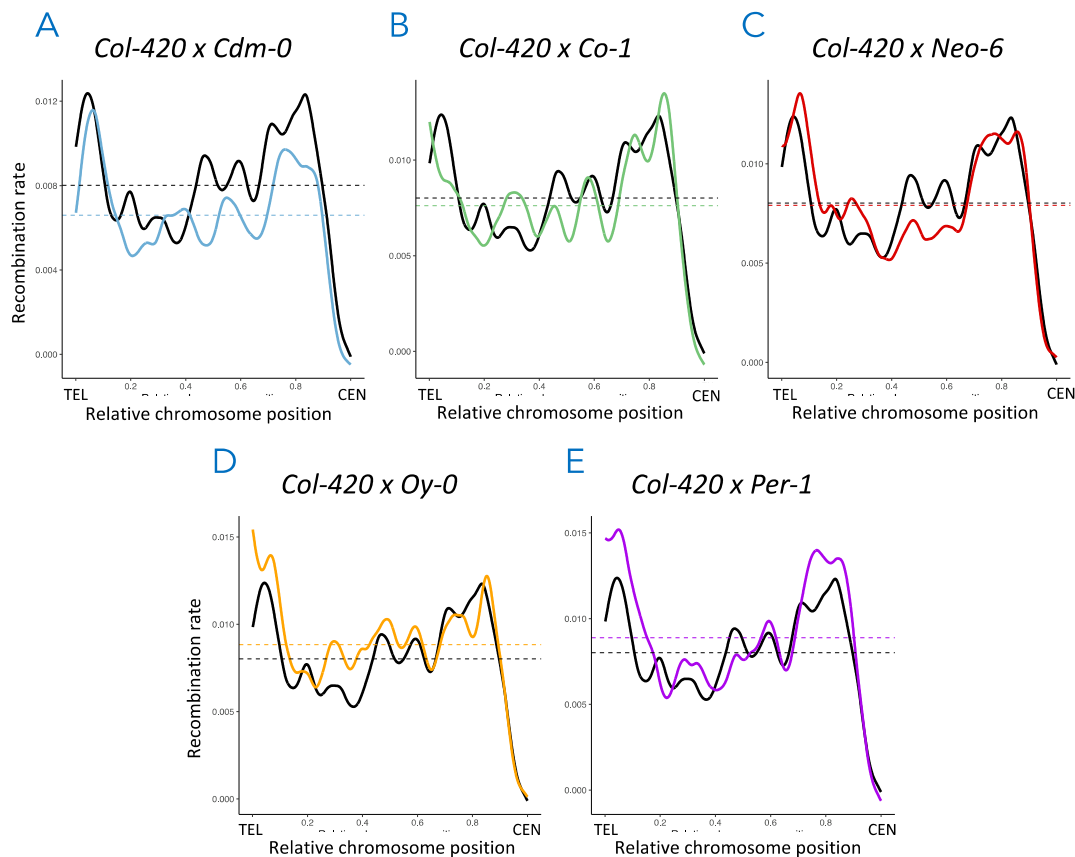 A
Col-420 x Cdm-0
B
Col-420 x Co-1
C
Col-420 x Neo-6
Recombination rate
0.012
0.008
0.004
0.000
TEL
0.2
0.4
0.6
0.8
CEN
Relative chromosome position
0.010
0.005
0.000
TEL
0.2
0.4
0.6
0.8
CEN
Relative chromosome position
0.010
0.005
0.000
TEL
0.2
0.4
0.6
0.8
CEN
Relative chromosome position
D
Col-420 x Oy-0
E
Col-420 x Per-1
Recombination rate
0.015
0.010
0.005
0.000
TEL
0.2
0.4
0.6
0.8
CEN
Relative chromosome position
0.015
0.010
0.005
0.000
TEL
0.2
0.4
0.6
0.8
CEN
Relative chromosome position